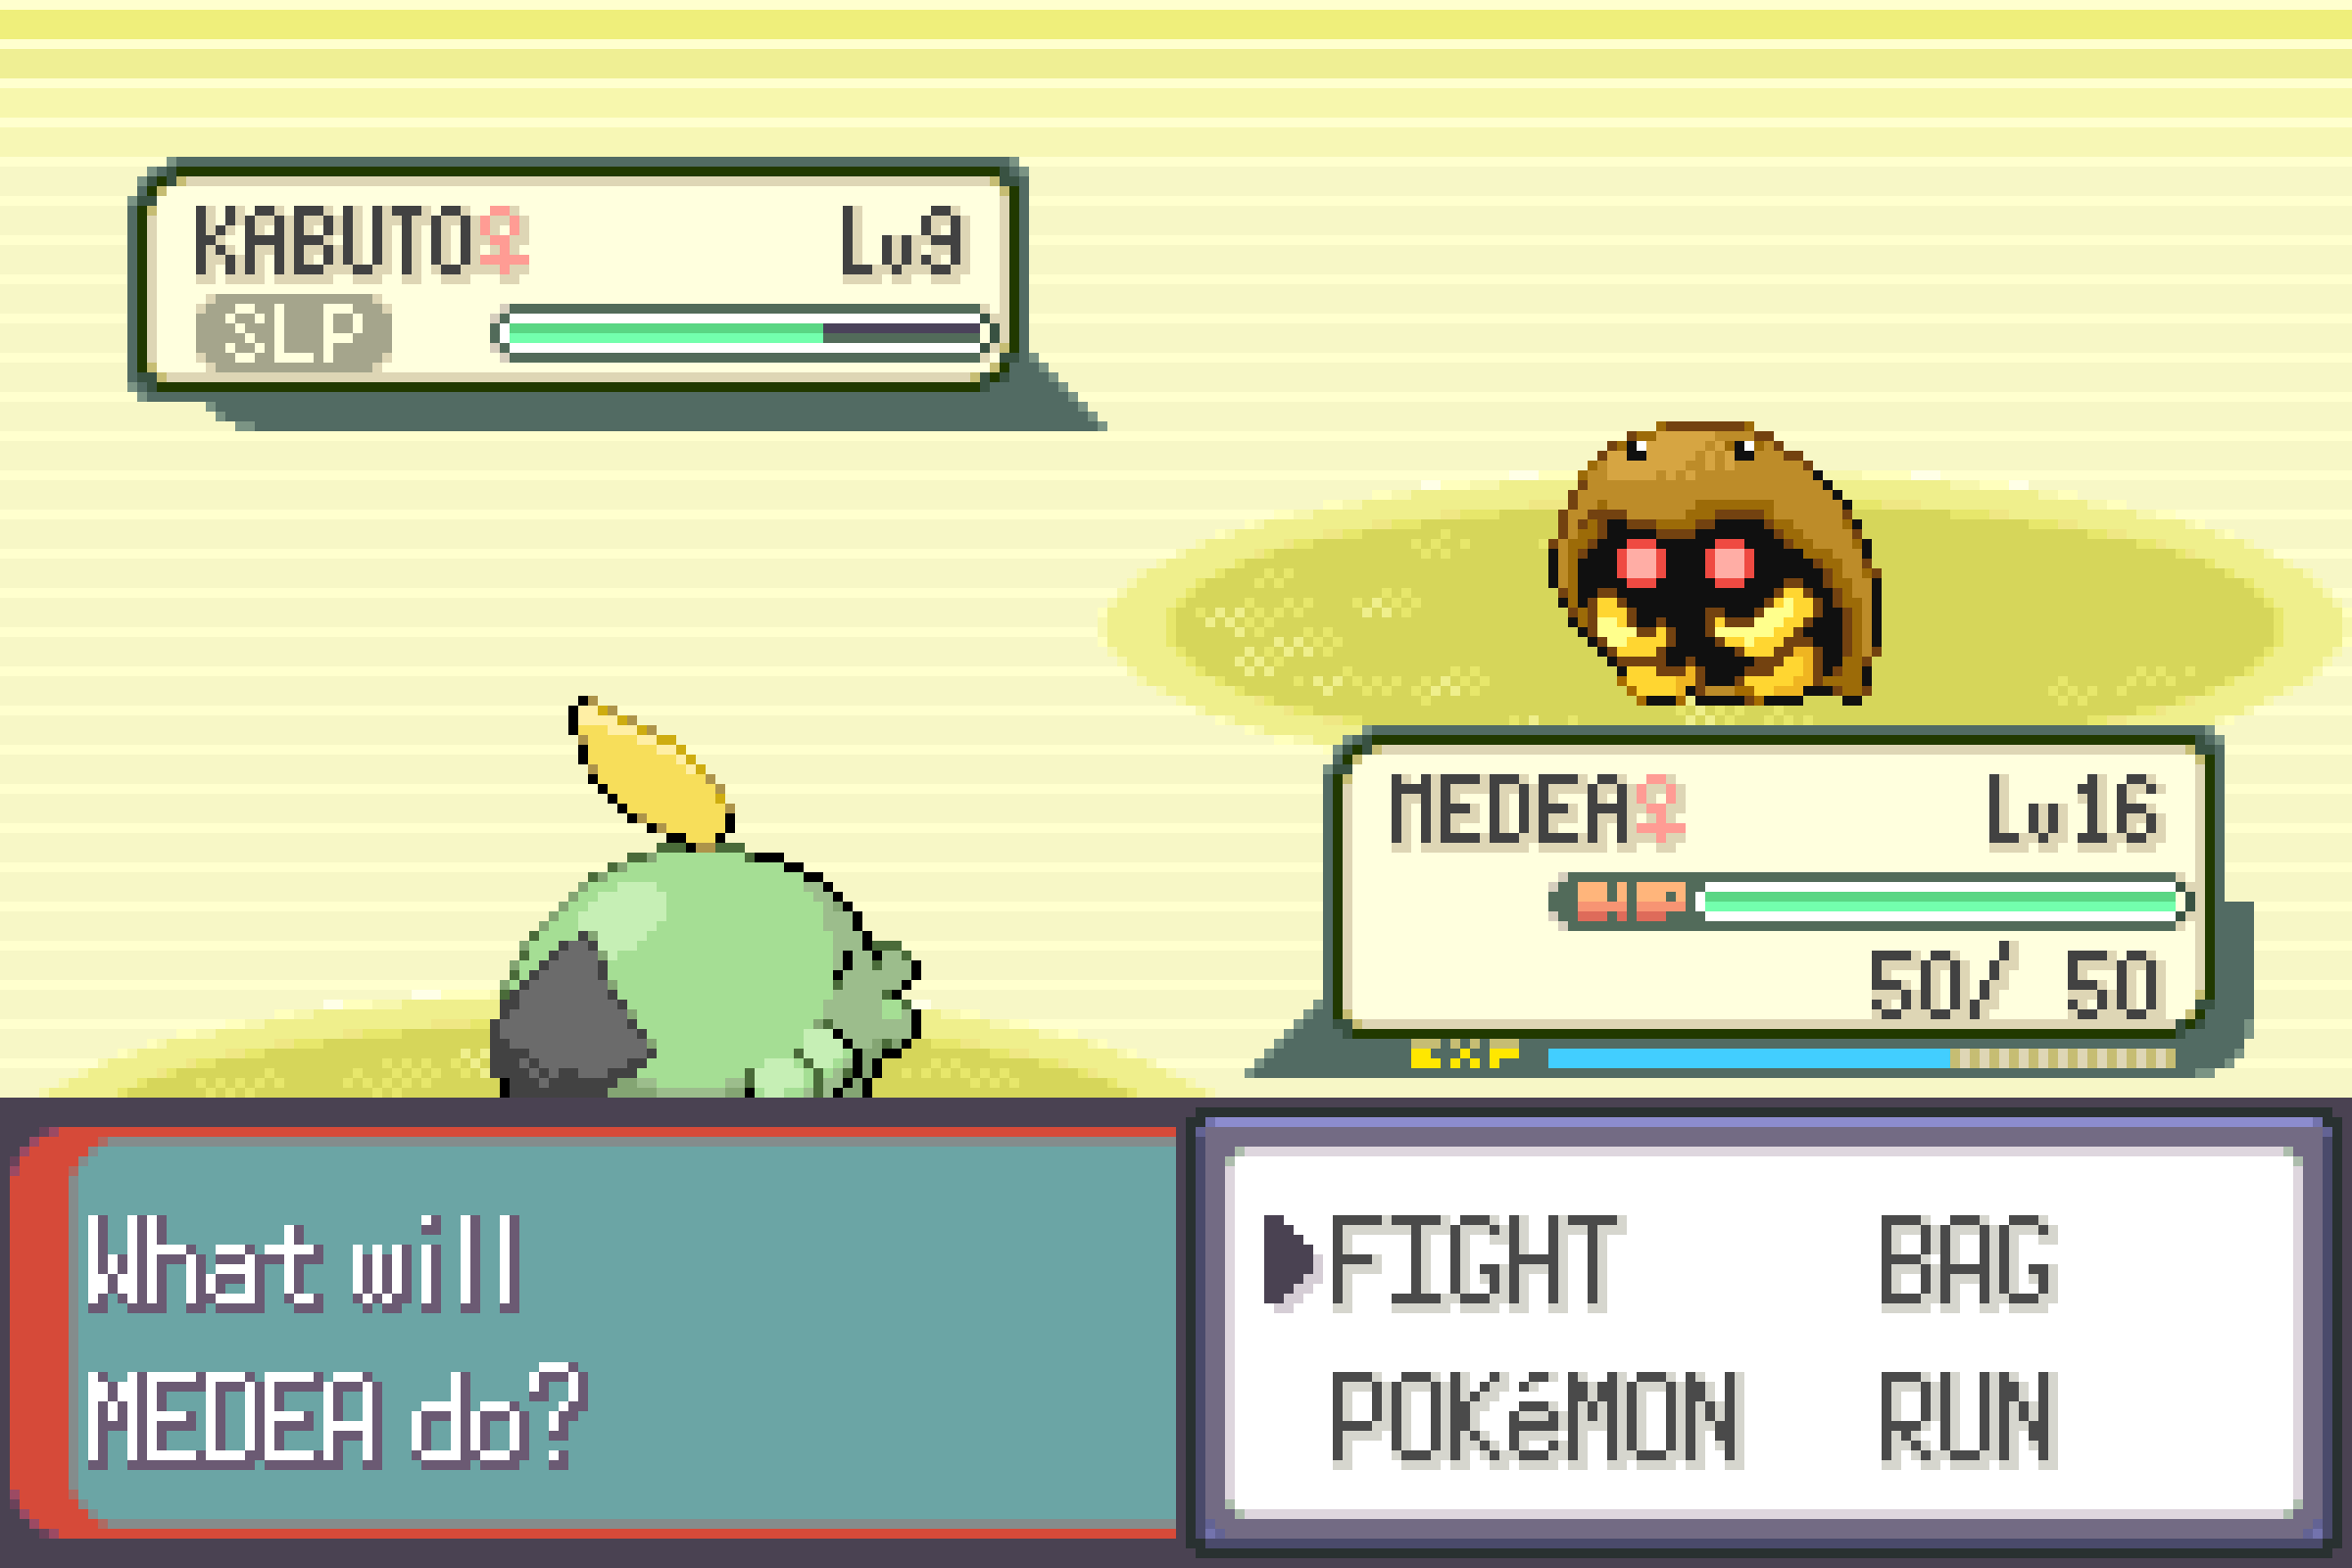 KABUTO♀ Lv9
SLP
MEDEA♀ Lv16
HP
50/ 50
EXP
What will
MEDEA do?
▶FIGHT BAG
POKéMON RUN